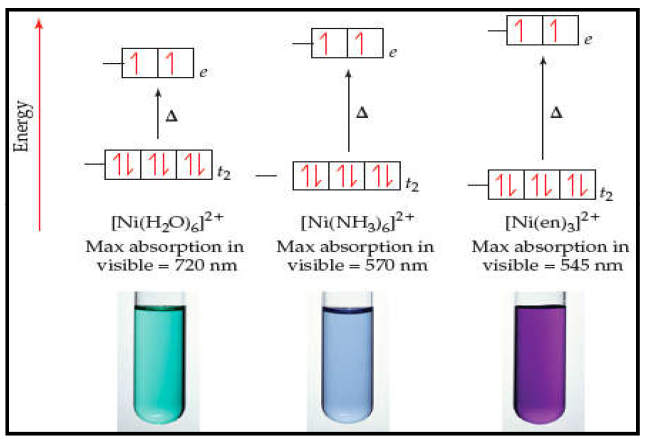 e
e
e
Energy
Δ
Δ
Δ
t₂
t₂
t₂
[Ni(H₂O)₆]²⁺
Max absorption in
visible = 720 nm
[Ni(NH₃)₆]²⁺
Max absorption in
visible = 570 nm
[Ni(en)₃]²⁺
Max absorption in
visible = 545 nm